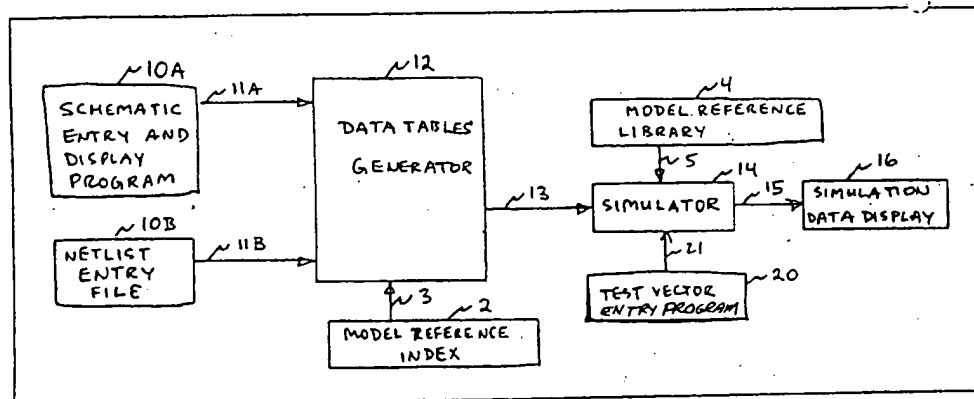 10A
SCHEMATIC
ENTRY AND
DISPLAY
PROGRAM
11A
10B
NETLIST
ENTRY
FILE
11B
12
DATA TABLES
GENERATOR
3
2
MODEL REFERENCE
INDEX
13
4
MODEL REFERENCE
LIBRARY
5
14
SIMULATOR
15
16
SIMULATION
DATA DISPLAY
21
20
TEST VECTOR
ENTRY PROGRAM